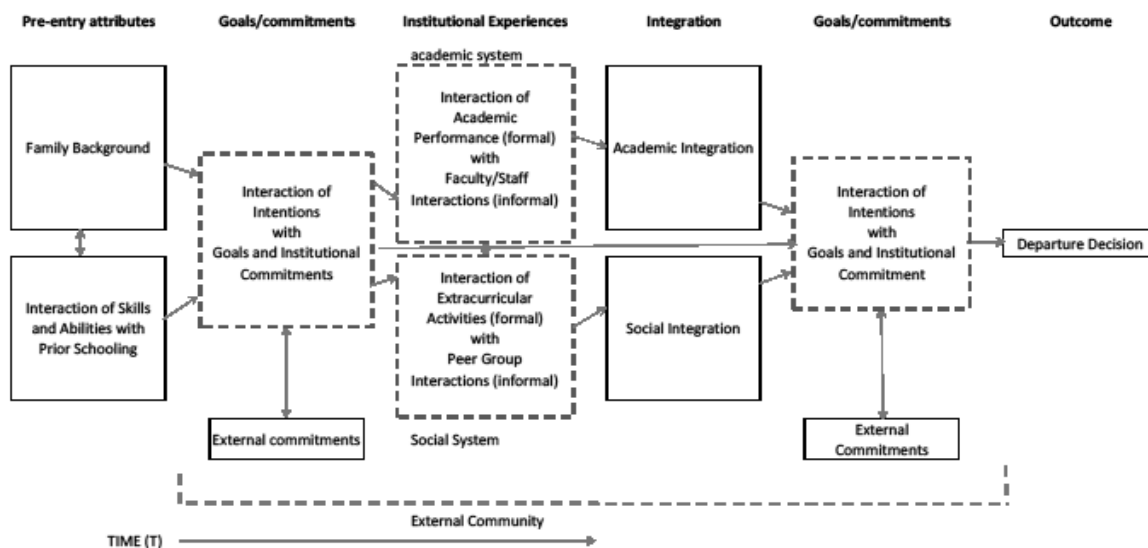 Pre-entry attributes
Goals/commitments
Institutional Experiences
Integration
Goals/commitments
Outcome
academic system
Family Background
Interaction of Skills
and Abilities with
Prior Schooling
Interaction of
Intentions
with
Goals and Institutional
Commitments
External commitments
Interaction of
Academic
Performance (formal)
with
Faculty/Staff
Interactions (informal)
Interaction of
Extracurricular
Activities (formal)
with
Peer Group
Interactions (informal)
Social System
Academic Integration
Social Integration
Interaction of
Intentions
with
Goals and Institutional
Commitment
External
Commitments
Departure Decision
External Community
TIME (T)